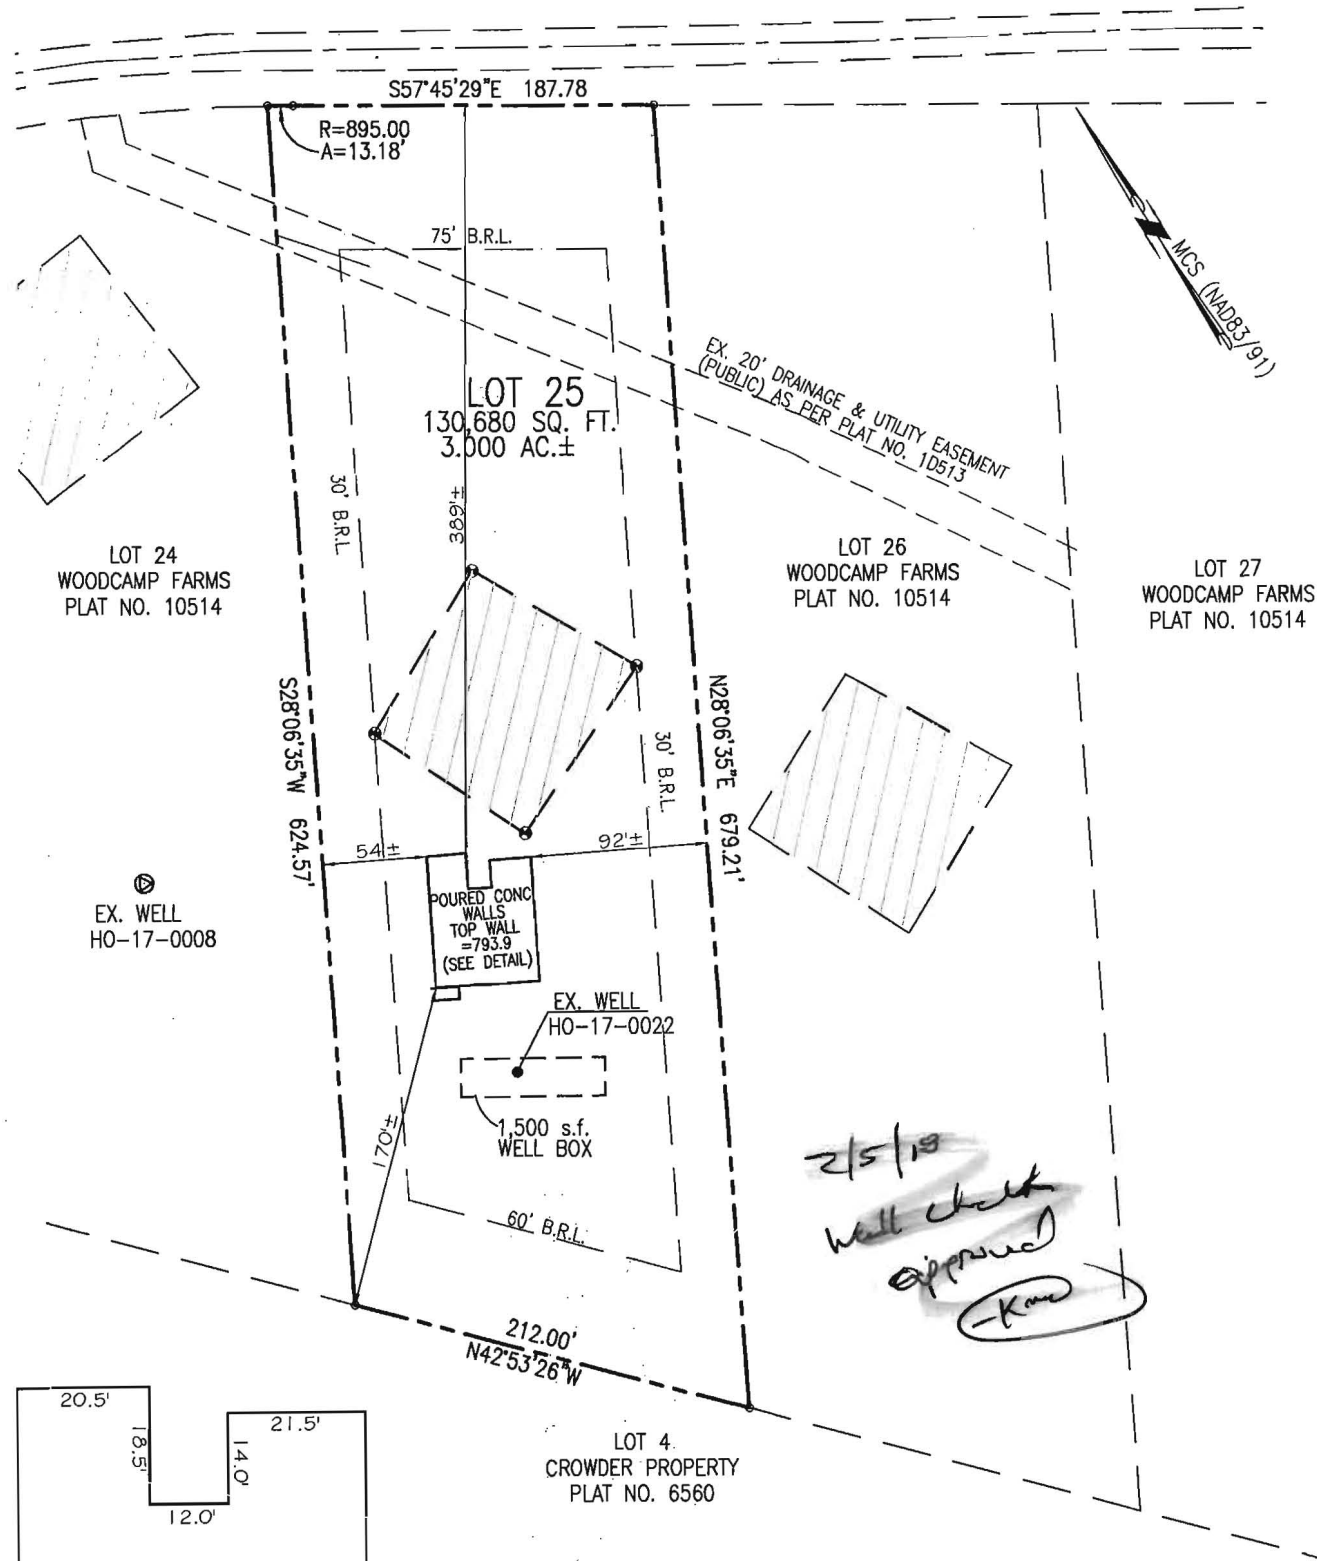 S57°45'29"E 187.78
R=895.00
A=13.18'
75' B.R.L.
MCS (NAD83/91)
EX. 20' DRAINAGE & UTILITY EASEMENT
(PUBLIC) AS PER PLAT NO. 10513
LOT 25
130,680 SQ. FT.
3.000 AC.±
30' B.R.L.
389'±
LOT 24
WOODCAMP FARMS
PLAT NO. 10514
LOT 26
WOODCAMP FARMS
PLAT NO. 10514
LOT 27
WOODCAMP FARMS
PLAT NO. 10514
S28°06'35"W 624.57'
N28°06'35"E 679.21'
30' B.R.L.
54'±
92'±
POURED CONC
WALLS
TOP WALL
=793.9
(SEE DETAIL)
EX. WELL
HO-17-0008
EX. WELL
HO-17-0022
1,500 s.f.
WELL BOX
170'±
60' B.R.L.
2/5/18
Wall check
approved
-KMD
212.00'
N42°53'26"W
20.5'
18.5'
12.0'
14.0'
21.5'
LOT 4
CROWDER PROPERTY
PLAT NO. 6560